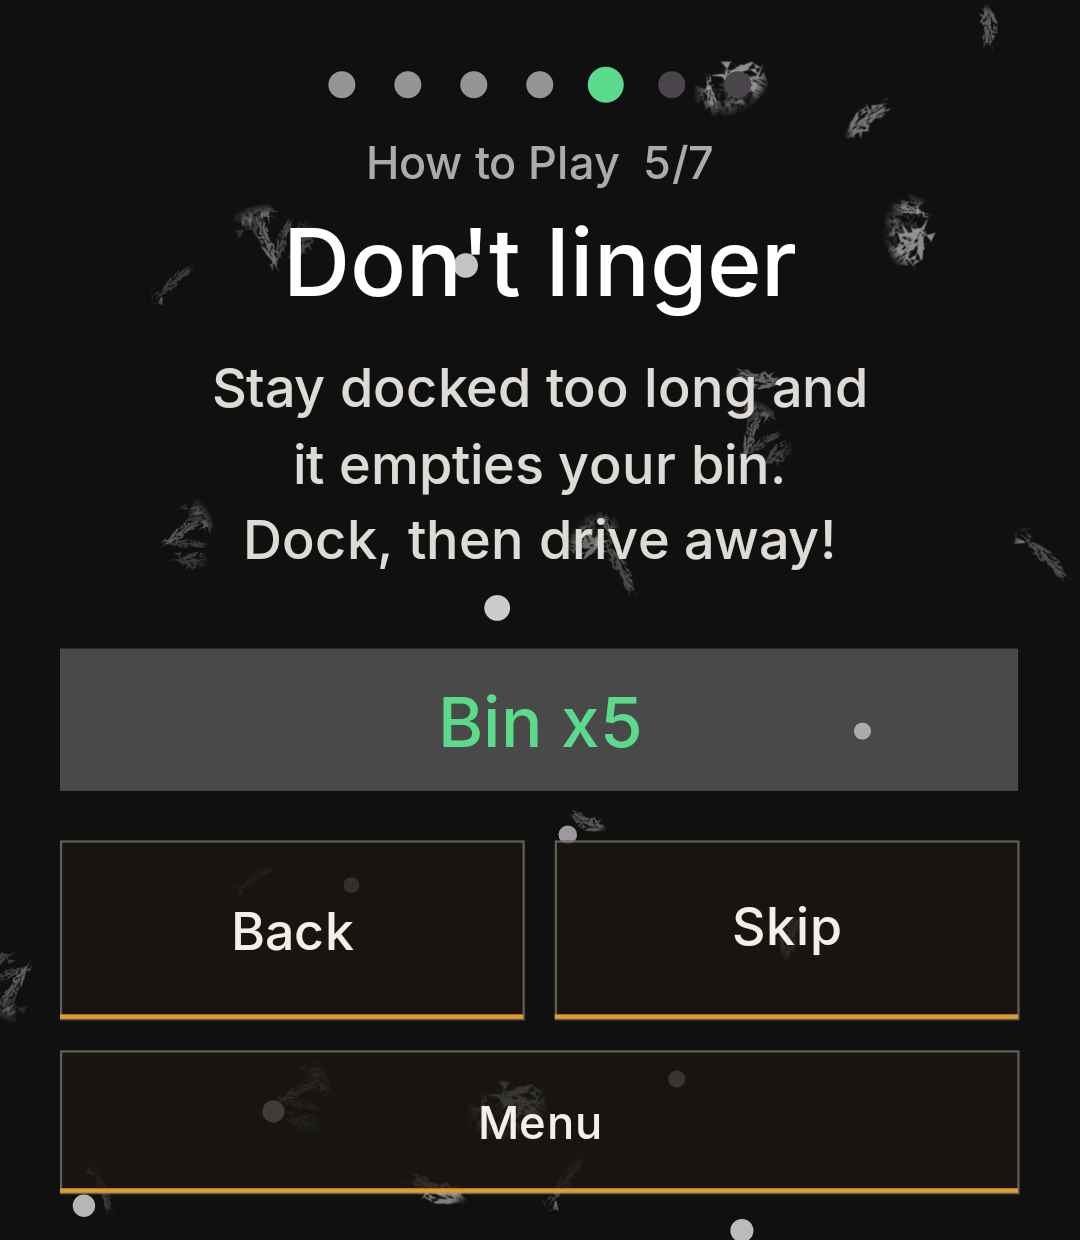 How to Play 5/7
Don't linger
Stay docked too long and
it empties your bin.
Dock, then drive away!
Bin x5
Back
Skip
Menu